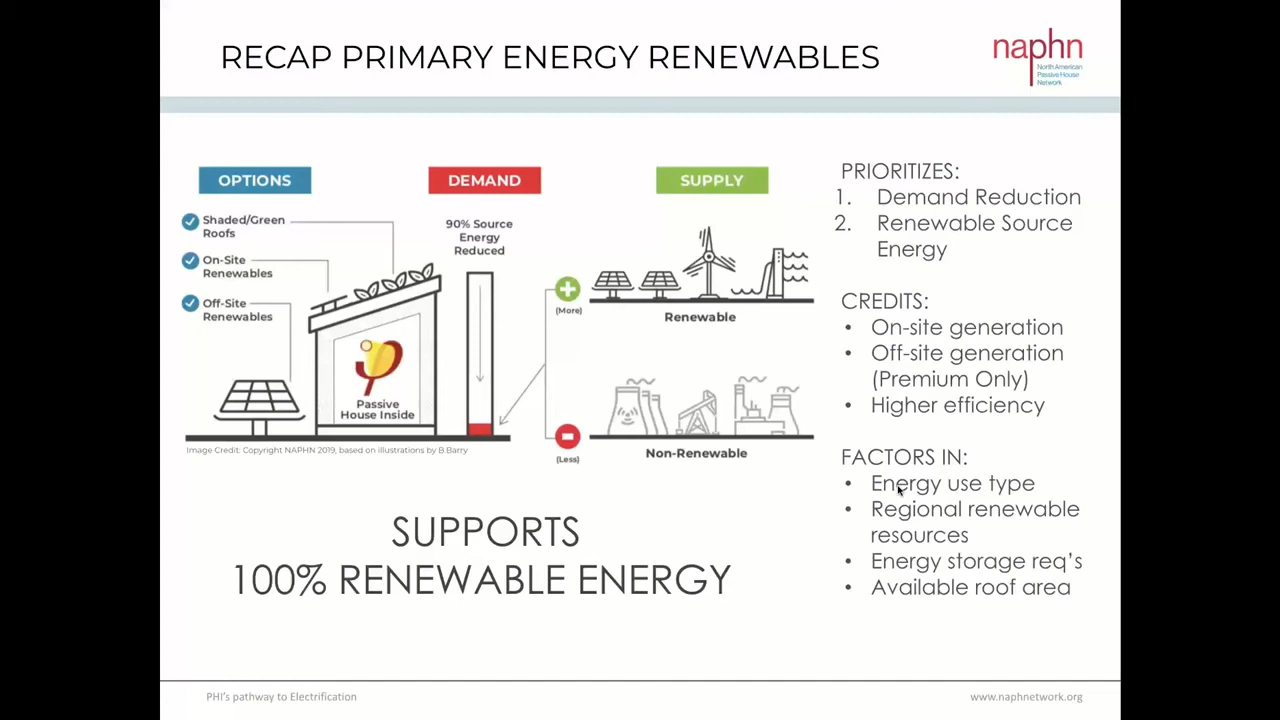 RECAP PRIMARY ENERGY RENEWABLES
naphn
North American
Passive House
Network
OPTIONS
Shaded/Green
Roofs
On-Site
Renewables
Off-Site
Renewables
Passive
House Inside
DEMAND
90% Source
Energy
Reduced
SUPPLY
(More)
Renewable
(Less)
Non-Renewable
Image Credit: Copyright NAPHN 2019, based on illustrations by B.Barry
SUPPORTS
100% RENEWABLE ENERGY
PRIORITIZES:
1. Demand Reduction
2. Renewable Source
Energy
CREDITS:
• On-site generation
• Off-site generation
(Premium Only)
• Higher efficiency
FACTORS IN:
• Energy use type
• Regional renewable
resources
• Energy storage req's
• Available roof area
PHI's pathway to Electrification
www.naphnetwork.org